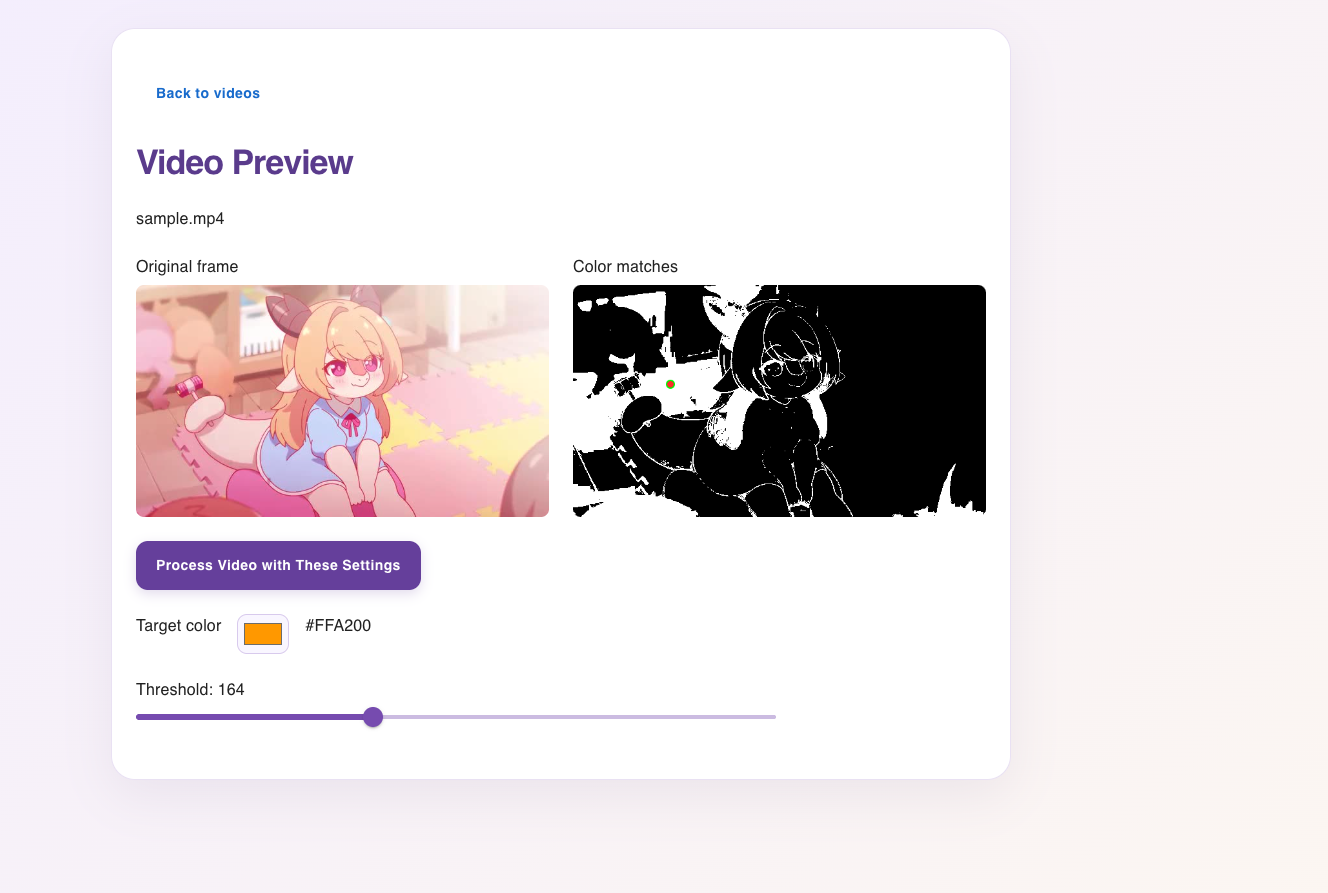 Back to videos
Video Preview
sample.mp4
Original frame
Color matches
Process Video with These Settings
Target color
#FFA200
Threshold: 164